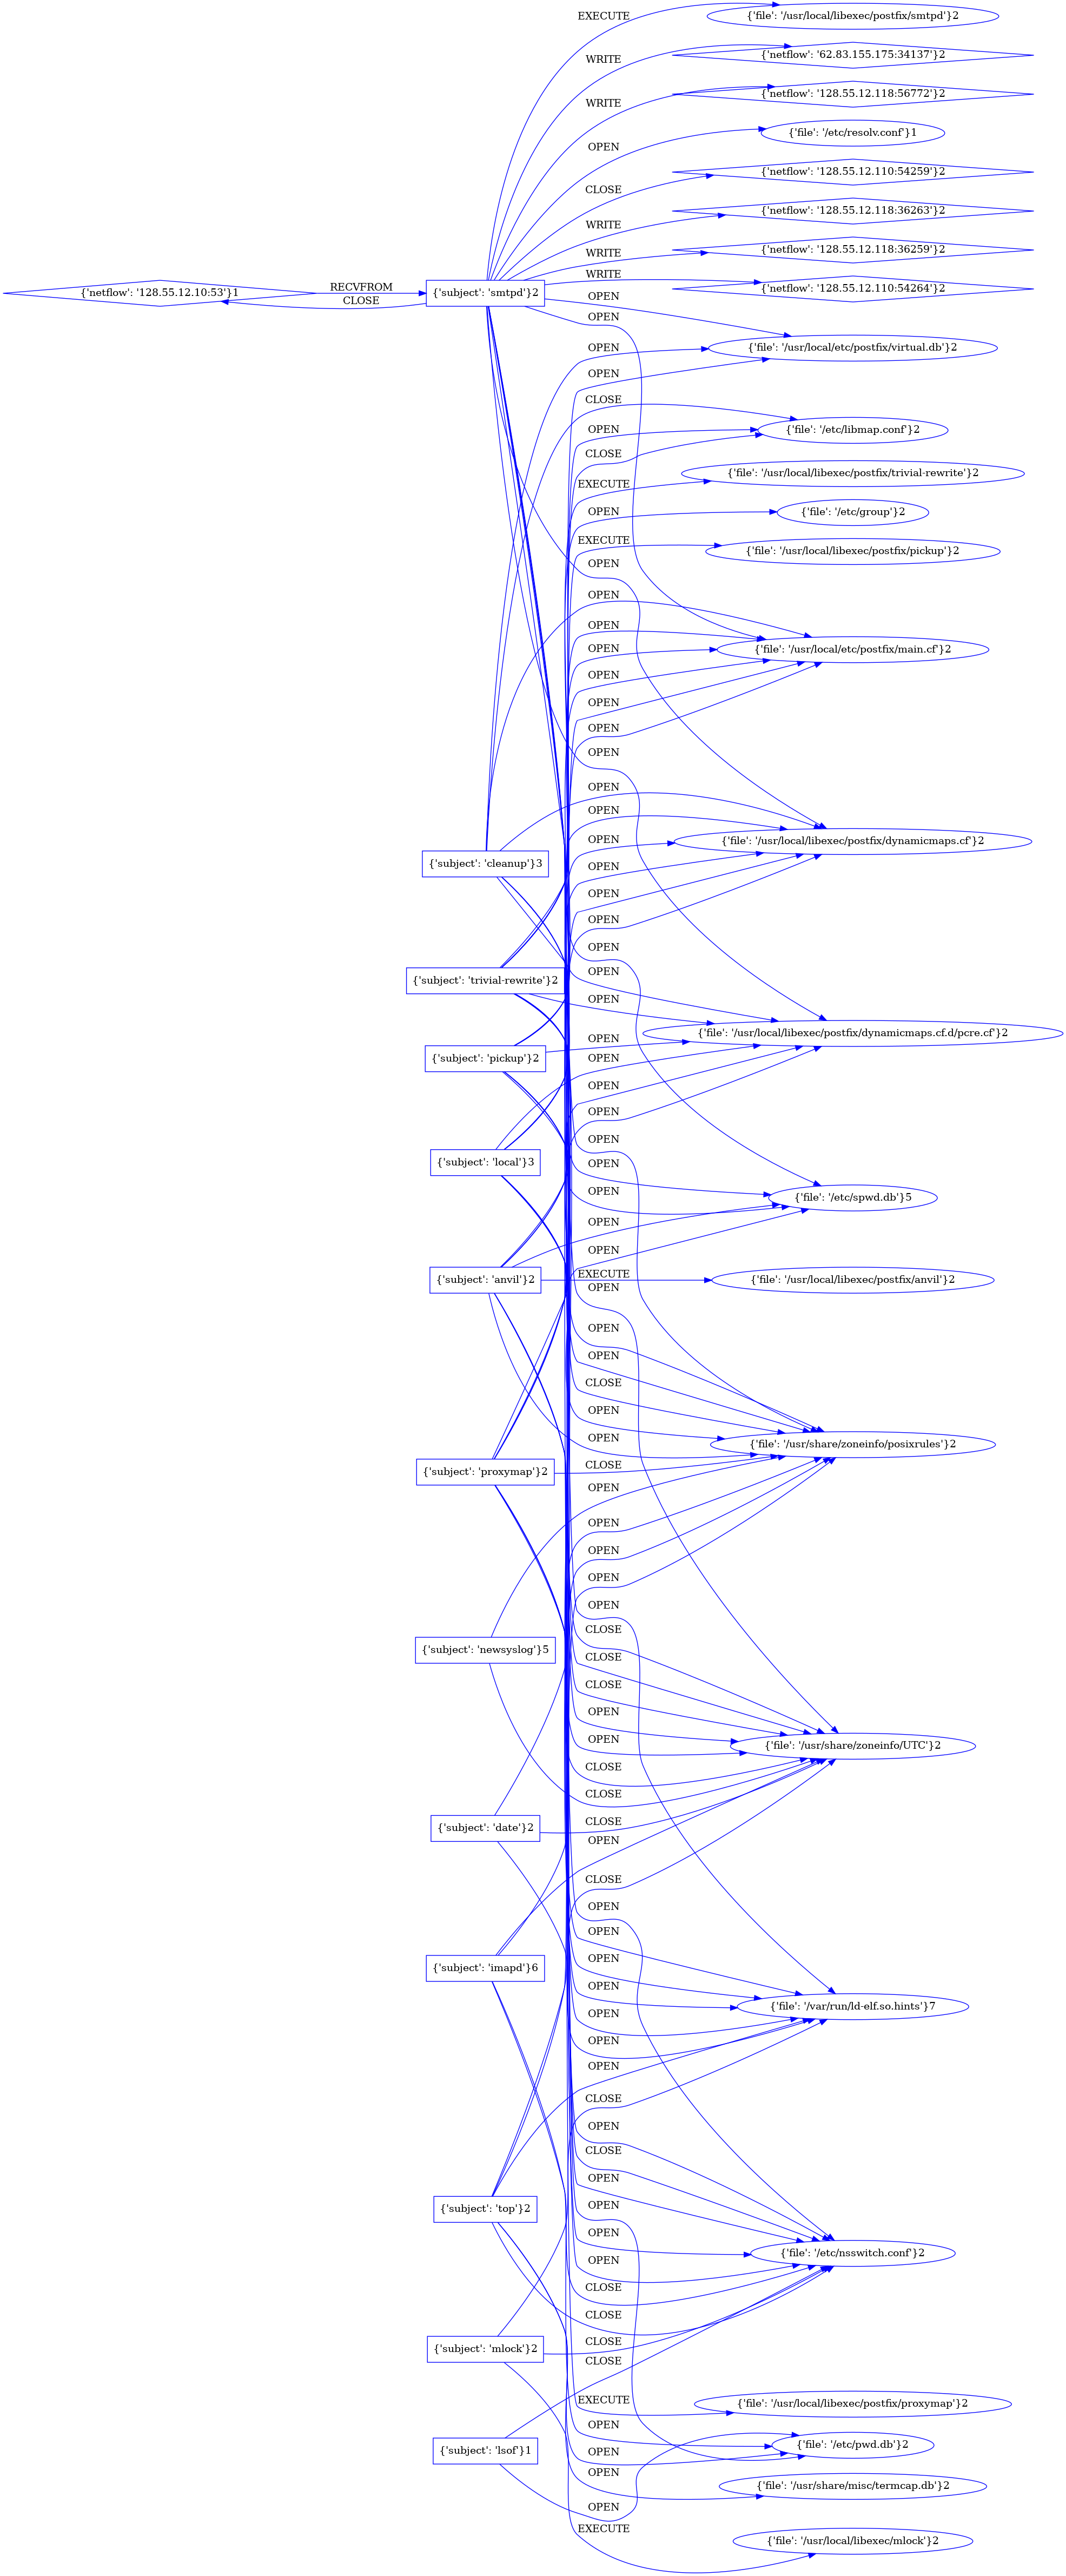 EXECUTE
{'file': '/usr/local/libexec/postfix/smtpd'}2
WRITE
{'netflow': '62.83.155.175:34137'}2
WRITE
{'netflow': '128.55.12.118:56772'}2
OPEN
{'file': '/etc/resolv.conf'}1
CLOSE
{'netflow': '128.55.12.110:54259'}2
WRITE
{'netflow': '128.55.12.118:36263'}2
WRITE
{'netflow': '128.55.12.118:36259'}2
WRITE
{'netflow': '128.55.12.110:54264'}2
{'netflow': '128.55.12.10:53'}1
RECVFROM
CLOSE
{'subject': 'smtpd'}2
OPEN
OPEN
OPEN
{'file': '/usr/local/etc/postfix/virtual.db'}2
OPEN
CLOSE
OPEN
{'file': '/etc/libmap.conf'}2
CLOSE
EXECUTE
{'file': '/usr/local/libexec/postfix/trivial-rewrite'}2
OPEN
{'file': '/etc/group'}2
EXECUTE
{'file': '/usr/local/libexec/postfix/pickup'}2
OPEN
OPEN
OPEN
OPEN
{'file': '/usr/local/etc/postfix/main.cf'}2
OPEN
OPEN
OPEN
OPEN
OPEN
OPEN
OPEN
{'file': '/usr/local/libexec/postfix/dynamicmaps.cf'}2
{'subject': 'cleanup'}3
OPEN
OPEN
OPEN
OPEN
OPEN
{'subject': 'trivial-rewrite'}2
OPEN
{'file': '/usr/local/libexec/postfix/dynamicmaps.cf.d/pcre.cf'}2
OPEN
{'subject': 'pickup'}2
OPEN
OPEN
OPEN
OPEN
{'subject': 'local'}3
OPEN
OPEN
{'file': '/etc/spwd.db'}5
OPEN
OPEN
{'subject': 'anvil'}2
EXECUTE
{'file': '/usr/local/libexec/postfix/anvil'}2
OPEN
OPEN
OPEN
CLOSE
OPEN
OPEN
{'file': '/usr/share/zoneinfo/posixrules'}2
{'subject': 'proxymap'}2
CLOSE
OPEN
OPEN
OPEN
OPEN
OPEN
CLOSE
{'subject': 'newsyslog'}5
CLOSE
CLOSE
OPEN
OPEN
{'file': '/usr/share/zoneinfo/UTC'}2
CLOSE
CLOSE
{'subject': 'date'}2
CLOSE
OPEN
CLOSE
OPEN
OPEN
OPEN
{'subject': 'imapd'}6
OPEN
OPEN
{'file': '/var/run/ld-elf.so.hints'}7
OPEN
OPEN
CLOSE
OPEN
CLOSE
OPEN
OPEN
{'subject': 'top'}2
OPEN
{'file': '/etc/nsswitch.conf'}2
OPEN
CLOSE
CLOSE
{'subject': 'mlock'}2
CLOSE
CLOSE
EXECUTE
{'file': '/usr/local/libexec/postfix/proxymap'}2
OPEN
{'file': '/etc/pwd.db'}2
{'subject': 'lsof'}1
OPEN
OPEN
{'file': '/usr/share/misc/termcap.db'}2
OPEN
EXECUTE
{'file': '/usr/local/libexec/mlock'}2